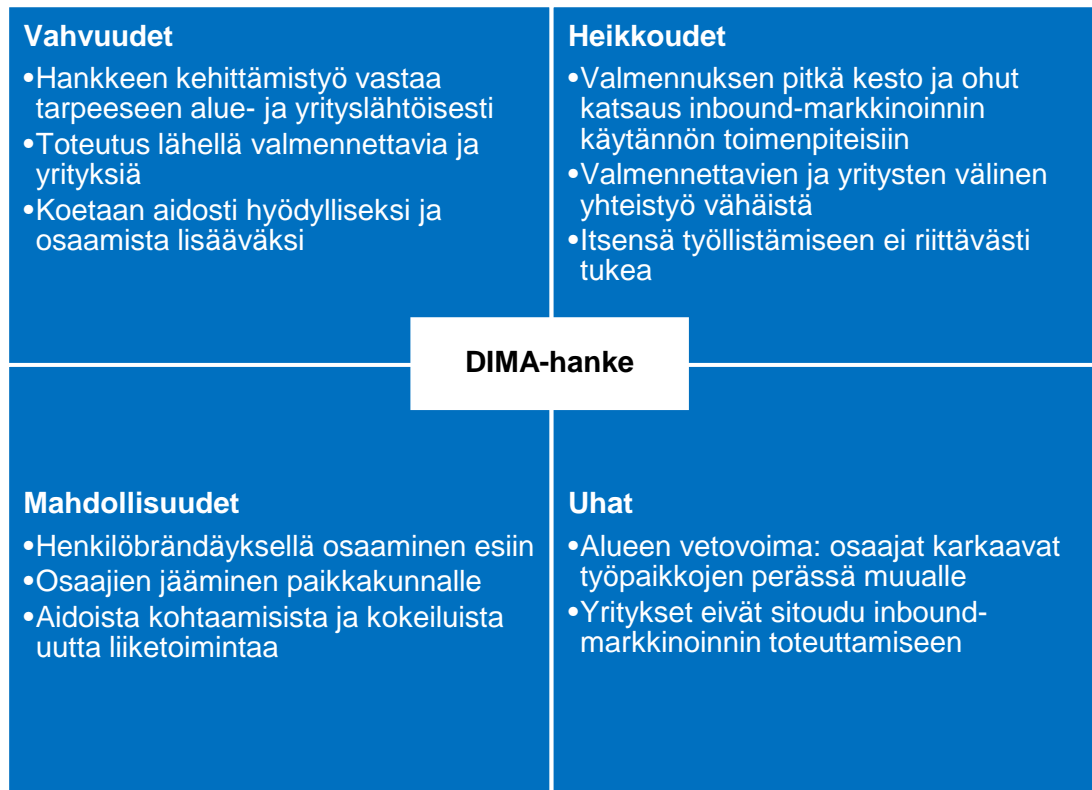 Vahvuudet
•Hankkeen kehittämistyö vastaa
tarpeeseen alue- ja yrityslähtöisesti
•Toteutus lähellä valmennettavia ja
yrityksiä
•Koetaan aidosti hyödylliseksi ja
osaamista lisääväksi
Heikkoudet
•Valmennuksen pitkä kesto ja ohut
katsaus inbound-markkinoinnin
käytännön toimenpiteisiin
•Valmennettavien ja yritysten välinen
yhteistyö vähäistä
•Itsensä työllistämiseen ei riittävästi
tukea
DIMA-hanke
Mahdollisuudet
•Henkilöbrändäyksellä osaaminen esiin
•Osaajien jääminen paikkakunnalle
•Aidoista kohtaamisista ja kokeiluista
uutta liiketoimintaa
Uhat
•Alueen vetovoima: osaajat karkaavat
työpaikkojen perässä muualle
•Yritykset eivät sitoudu inbound-
markkinoinnin toteuttamiseen